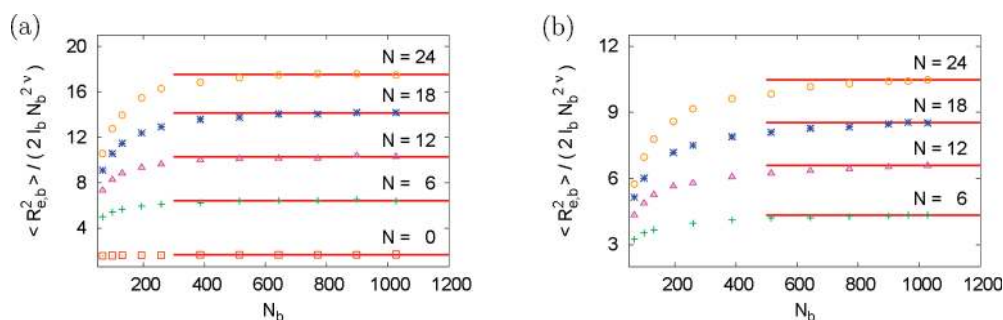 (a)
< R²e,b > / ( 2 lb Nb^2ν )
20
16
12
8
4
N = 24
N = 18
N = 12
N = 6
N = 0
0 200 400 600 800 1000 1200
Nb
(b)
< R²e,b > / ( 2 lb Nb^2ν )
12
9
6
3
N = 24
N = 18
N = 12
N = 6
0 200 400 600 800 1000 1200
Nb